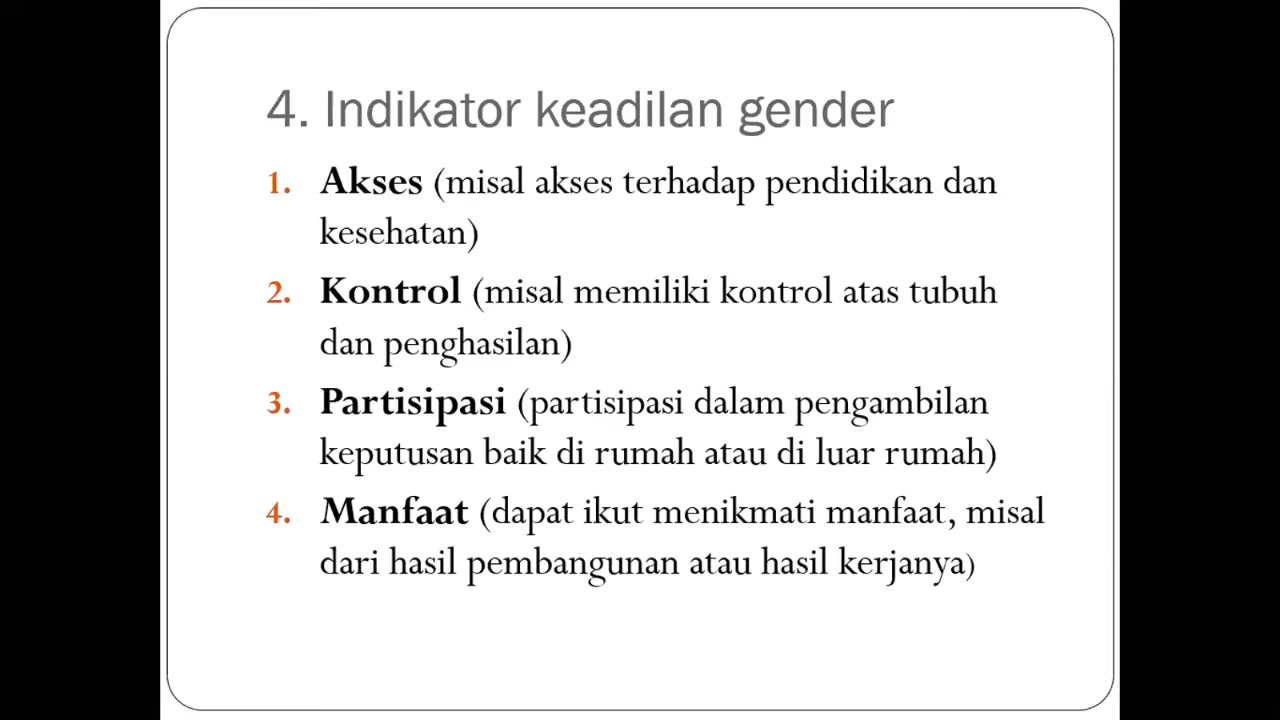 4. Indikator keadilan gender
1. Akses (misal akses terhadap pendidikan dan
kesehatan)
2. Kontrol (misal memiliki kontrol atas tubuh
dan penghasilan)
3. Partisipasi (partisipasi dalam pengambilan
keputusan baik di rumah atau di luar rumah)
4. Manfaat (dapat ikut menikmati manfaat, misal
dari hasil pembangunan atau hasil kerjanya)